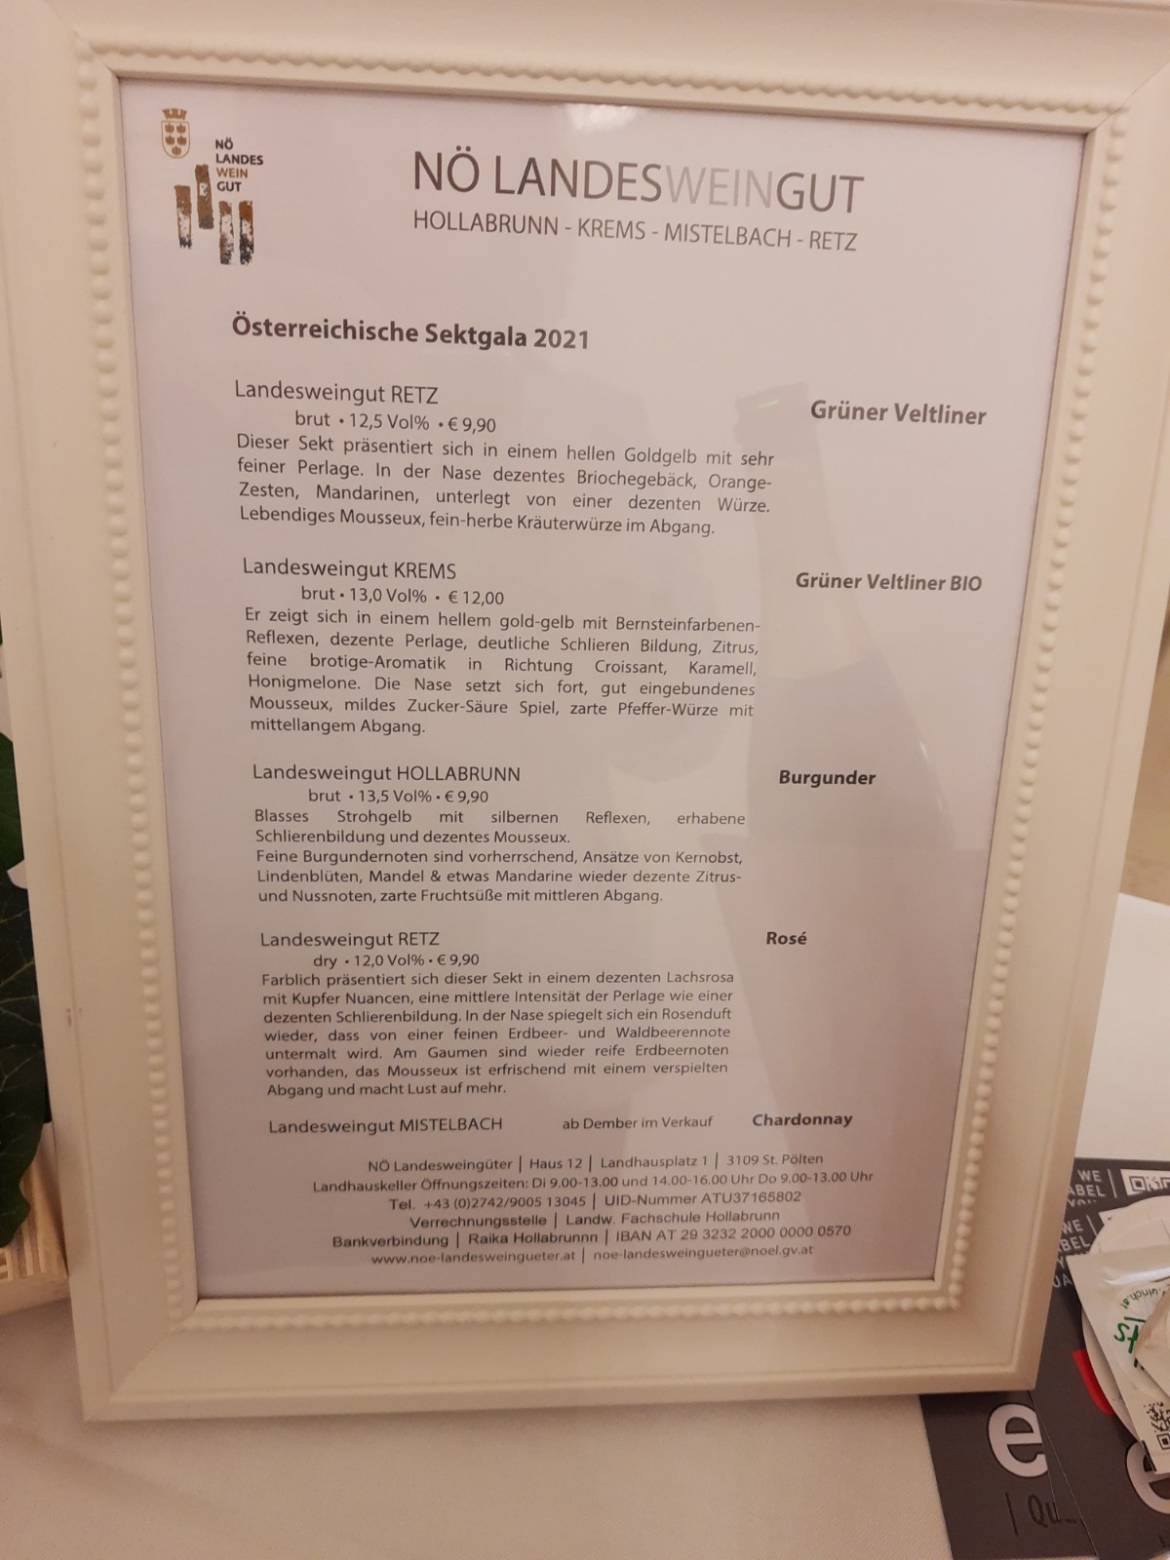 NÖ
LANDES
WEIN
GUT
NÖ LANDESWEINGUT
HOLLABRUNN - KREMS - MISTELBACH - RETZ
Österreichische Sektgala 2021
Landesweingut RETZ
Grüner Veltliner
brut • 12,5 Vol% • € 9,90
Dieser Sekt präsentiert sich in einem hellen Goldgelb mit sehr
feiner Perlage. In der Nase dezentes Briochegebäck, Orange-
Zesten, Mandarinen, unterlegt von einer dezenten Würze.
Lebendiges Mousseux, fein-herbe Kräuterwürze im Abgang.
Landesweingut KREMS
Grüner Veltliner BIO
brut • 13,0 Vol% • € 12,00
Er zeigt sich in einem hellem gold-gelb mit Bernsteinfarbenen-
Reflexen, dezente Perlage, deutliche Schlieren Bildung, Zitrus,
feine brotige-Aromatik in Richtung Croissant, Karamell,
Honigmelone. Die Nase setzt sich fort, gut eingebundenes
Mousseux, mildes Zucker-Säure Spiel, zarte Pfeffer-Würze mit
mittellangem Abgang.
Landesweingut HOLLABRUNN
Burgunder
brut • 13,5 Vol% • € 9,90
Blasses Strohgelb mit silbernen Reflexen, erhabene
Schlierenbildung und dezentes Mousseux.
Feine Burgundernoten sind vorherrschend, Ansätze von Kernobst,
Lindenblüten, Mandel & etwas Mandarine wieder dezente Zitrus-
und Nussnoten, zarte Fruchtsüße mit mittleren Abgang.
Landesweingut RETZ
Rosé
dry • 12,0 Vol% • € 9,90
Farblich präsentiert sich dieser Sekt in einem dezenten Lachsrosa
mit Kupfer Nuancen, eine mittlere Intensität der Perlage wie einer
dezenten Schlierenbildung. In der Nase spiegelt sich ein Rosenduft
wieder, dass von einer feinen Erdbeer- und Waldbeerennote
untermalt wird. Am Gaumen sind wieder reife Erdbeernoten
vorhanden, das Mousseux ist erfrischend mit einem verspielten
Abgang und macht Lust auf mehr.
Landesweingut MISTELBACH ab Dember im Verkauf Chardonnay
NÖ Landesweingüter | Haus 12 | Landhausplatz 1 | 3109 St. Pölten
Landhauskeller Öffnungszeiten: Di 9.00-13.00 und 14.00-16.00 Uhr Do 9.00-13.00 Uhr
Tel. +43 (0)2742/9005 13045 | UID-Nummer ATU37165802
Verrechnungsstelle | Landw. Fachschule Hollabrunn
Bankverbindung | Raika Hollabrunnn | IBAN AT 29 3232 2000 0000 0570
www.noe-landesweingueter.at | noe-landesweingueter@noel.gv.at
WE
ABEL
WE
BEL
e